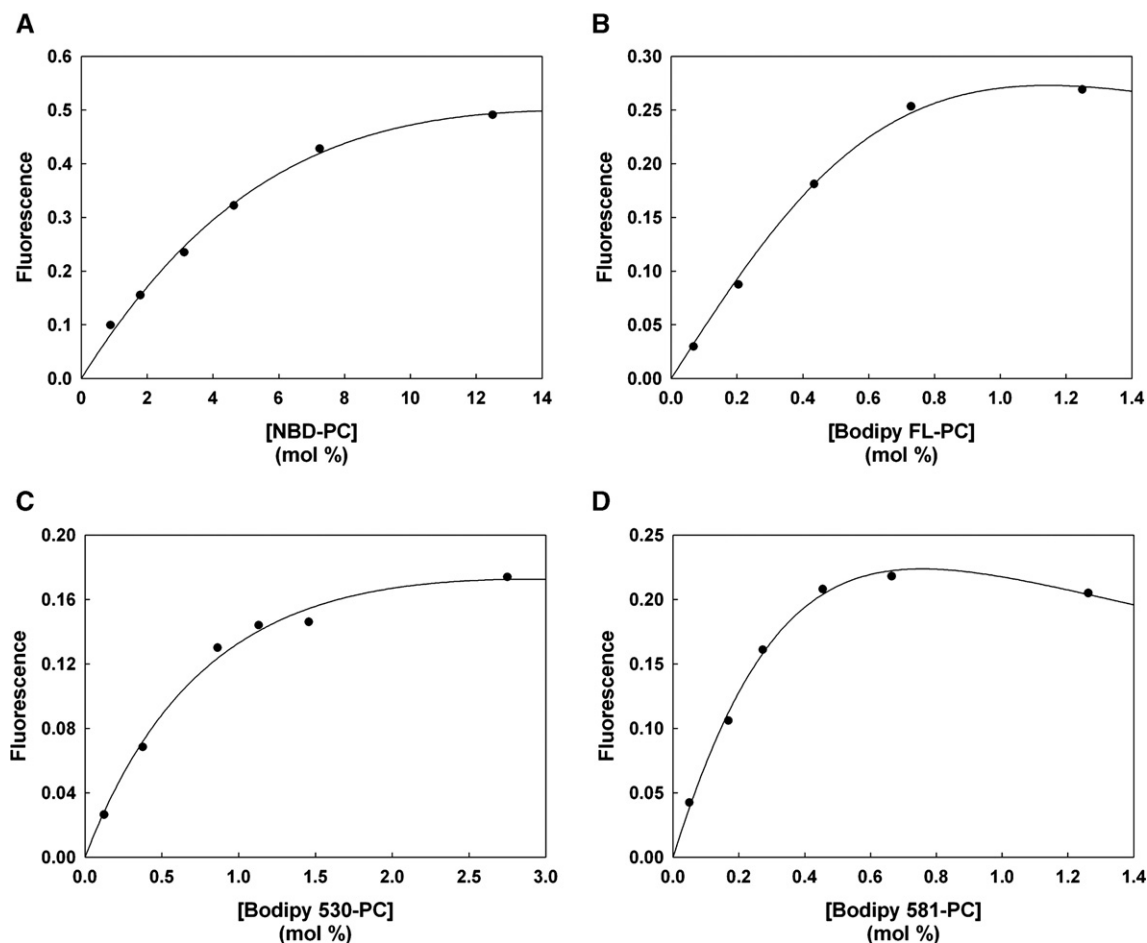 A
Fluorescence
0.6
0.5
0.4
0.3
0.2
0.1
0.0
0 2 4 6 8 10 12 14
[NBD-PC]
(mol %)
B
Fluorescence
0.30
0.25
0.20
0.15
0.10
0.05
0.00
0.0 0.2 0.4 0.6 0.8 1.0 1.2 1.4
[Bodipy FL-PC]
(mol %)
C
Fluorescence
0.20
0.16
0.12
0.08
0.04
0.00
0.0 0.5 1.0 1.5 2.0 2.5 3.0
[Bodipy 530-PC]
(mol %)
D
Fluorescence
0.25
0.20
0.15
0.10
0.05
0.00
0.0 0.2 0.4 0.6 0.8 1.0 1.2 1.4
[Bodipy 581-PC]
(mol %)